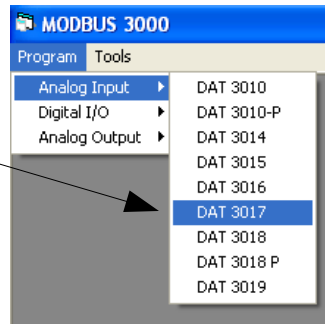 MODBUS 3000
Program Tools
Analog Input
Digital I/O
Analog Output
DAT 3010
DAT 3010-P
DAT 3014
DAT 3015
DAT 3016
DAT 3017
DAT 3018
DAT 3018 P
DAT 3019